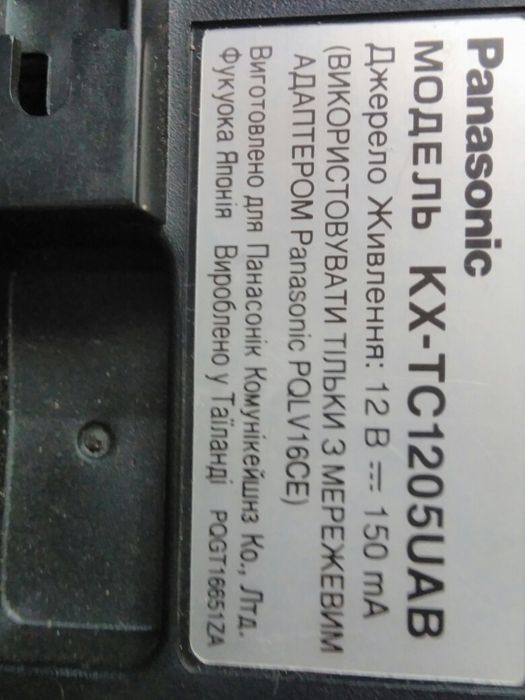 Panasonic
МОДЕЛЬ KX-TC1205UAB
Джерело Живлення: 12 В ⎓ 150 mA
(ВИКОРИСТОВУВАТИ ТІЛЬКИ З МЕРЕЖЕВИМ
АДАПТЕРОМ Panasonic PQLV16CE)
Виготовлено для Панасонік Комунікейшнз Ко., Лтд.
Фукуока Японія Вироблено у Таїланді PQGT16651ZA